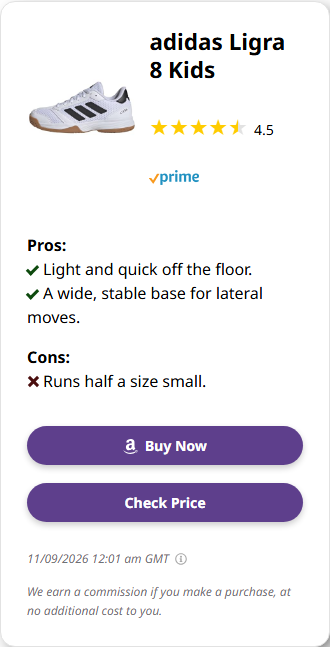 adidas Ligra
8 Kids
4.5
prime
Pros:
Light and quick off the floor.
A wide, stable base for lateral
moves.
Cons:
Runs half a size small.
Buy Now
Check Price
11/09/2026 12:01 am GMT
We earn a commission if you make a purchase, at
no additional cost to you.